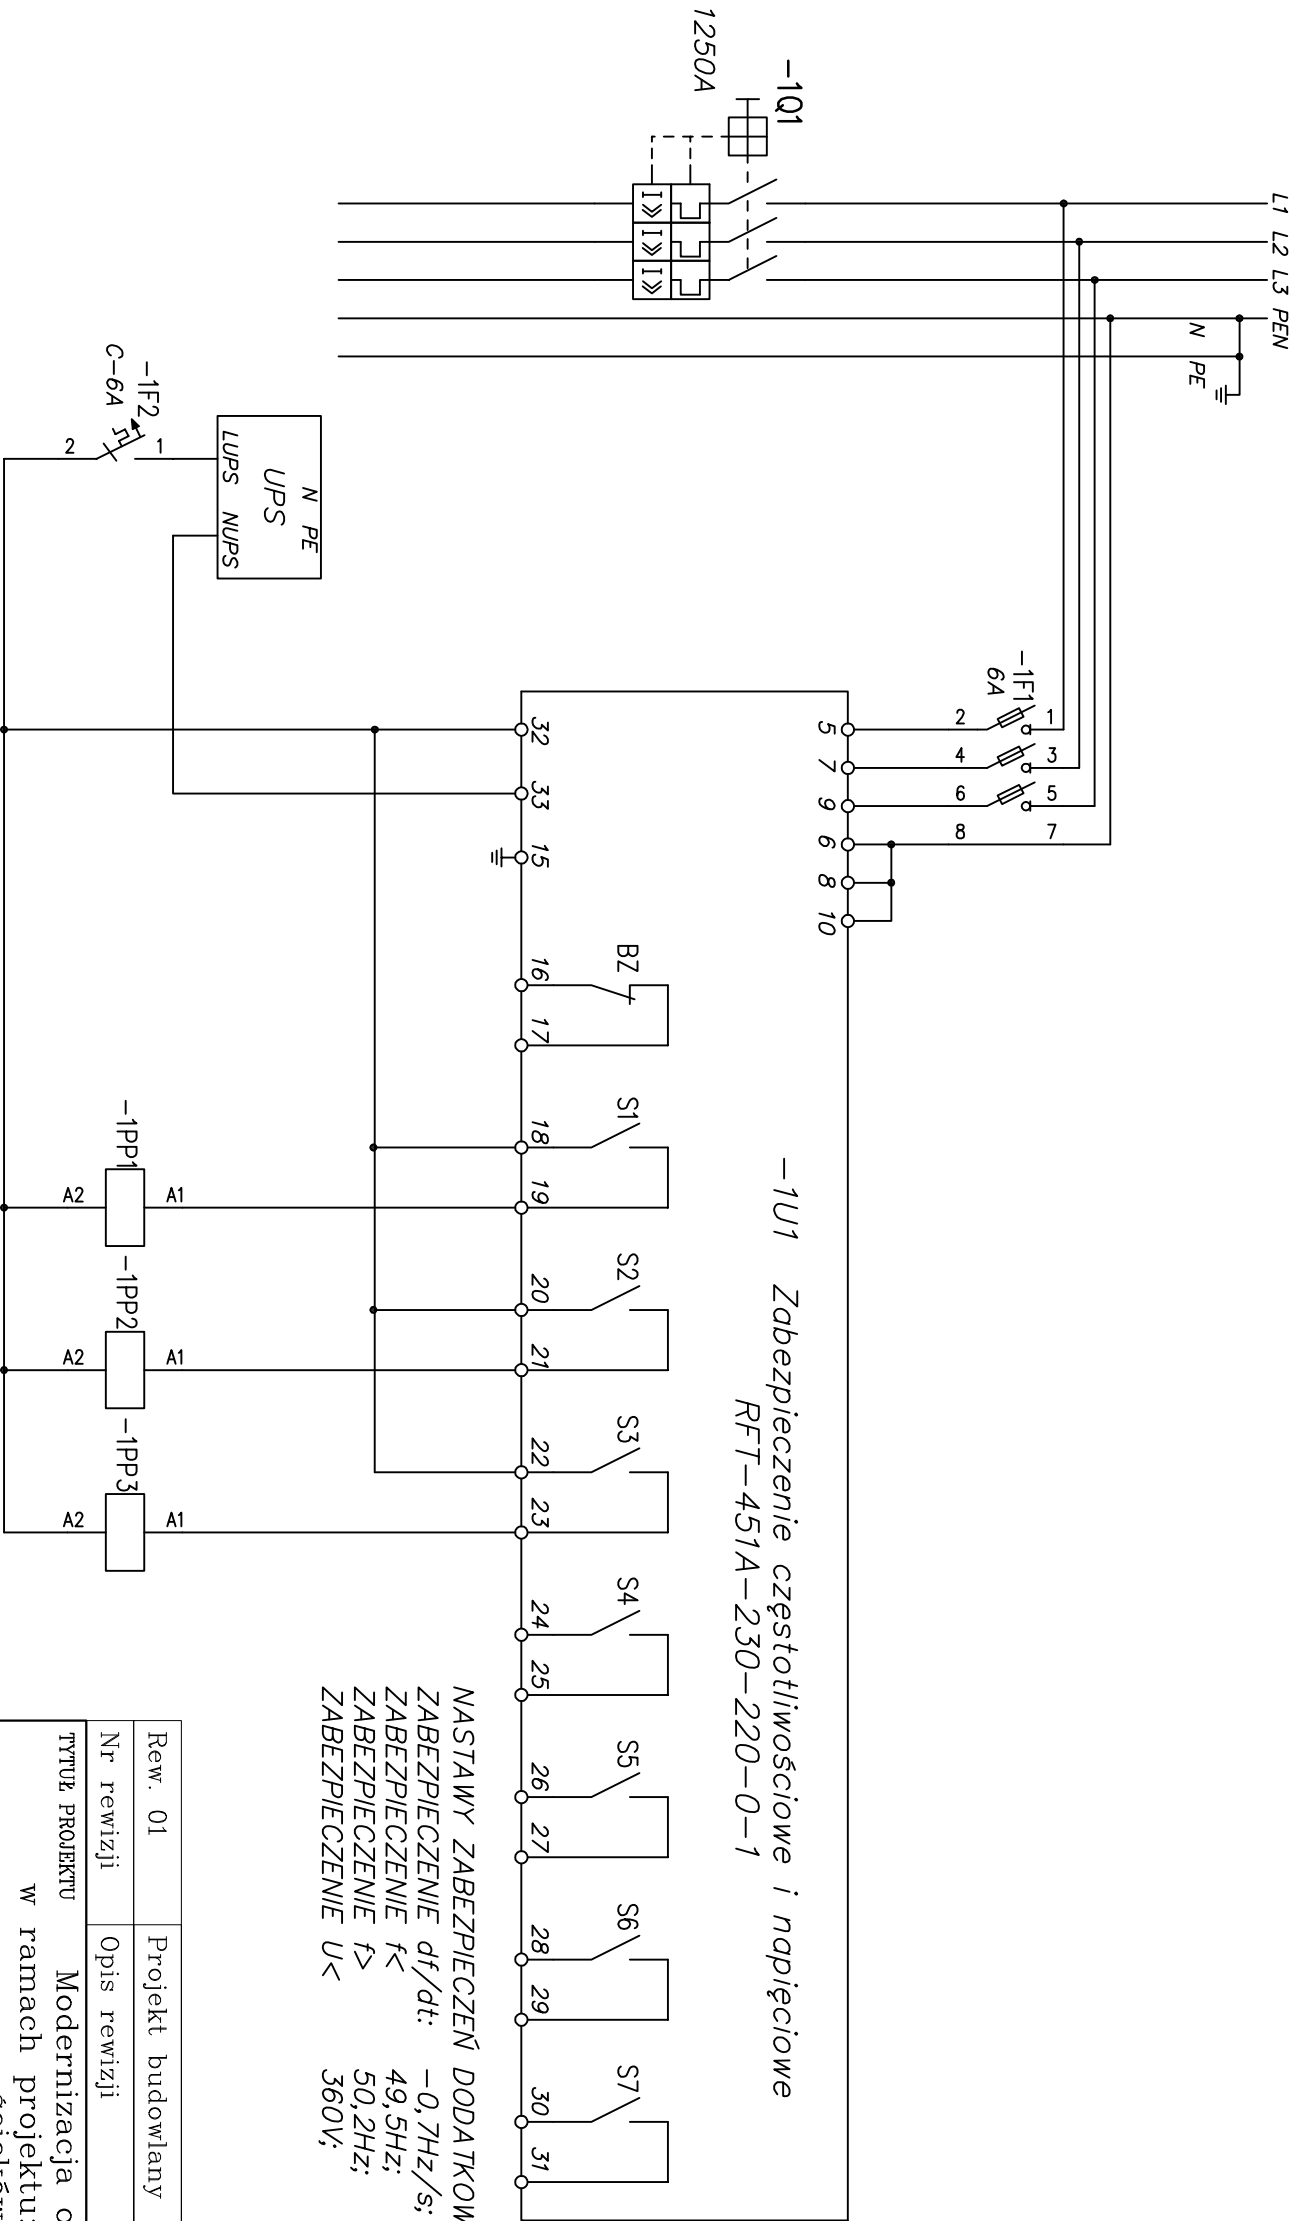 L1 L2 L3 PEN
N PE
-1Q1
1250A
-1F1
6A
1 3 5 7
2 4 6 8
5 7 9 6 8 10
-1U1 Zabezpieczenie częstotliwościowe i napięciowe
RFT-451A-230-220-0-1
BZ S1 S2 S3 S4 S5 S6 S7
32 33 15 16 17 18 19 20 21 22 23 24 25 26 27 28 29 30 31
N PE
UPS
LUPS NUPS
-1F2
C-6A
1
2
-1PP1 -1PP2 -1PP3
A1 A1 A1
A2 A2 A2
NASTAWY ZABEZPIECZEŃ DODATKOW
ZABEZPIECZENIE df/dt: -0,7Hz/s;
ZABEZPIECZENIE f< 49,5Hz;
ZABEZPIECZENIE f> 50,2Hz;
ZABEZPIECZENIE U< 360V;
Rew. 01 Projekt budowlany
Nr rewizji Opis rewizji
TYTUŁ PROJEKTU Modernizacja
w ramach projektu: